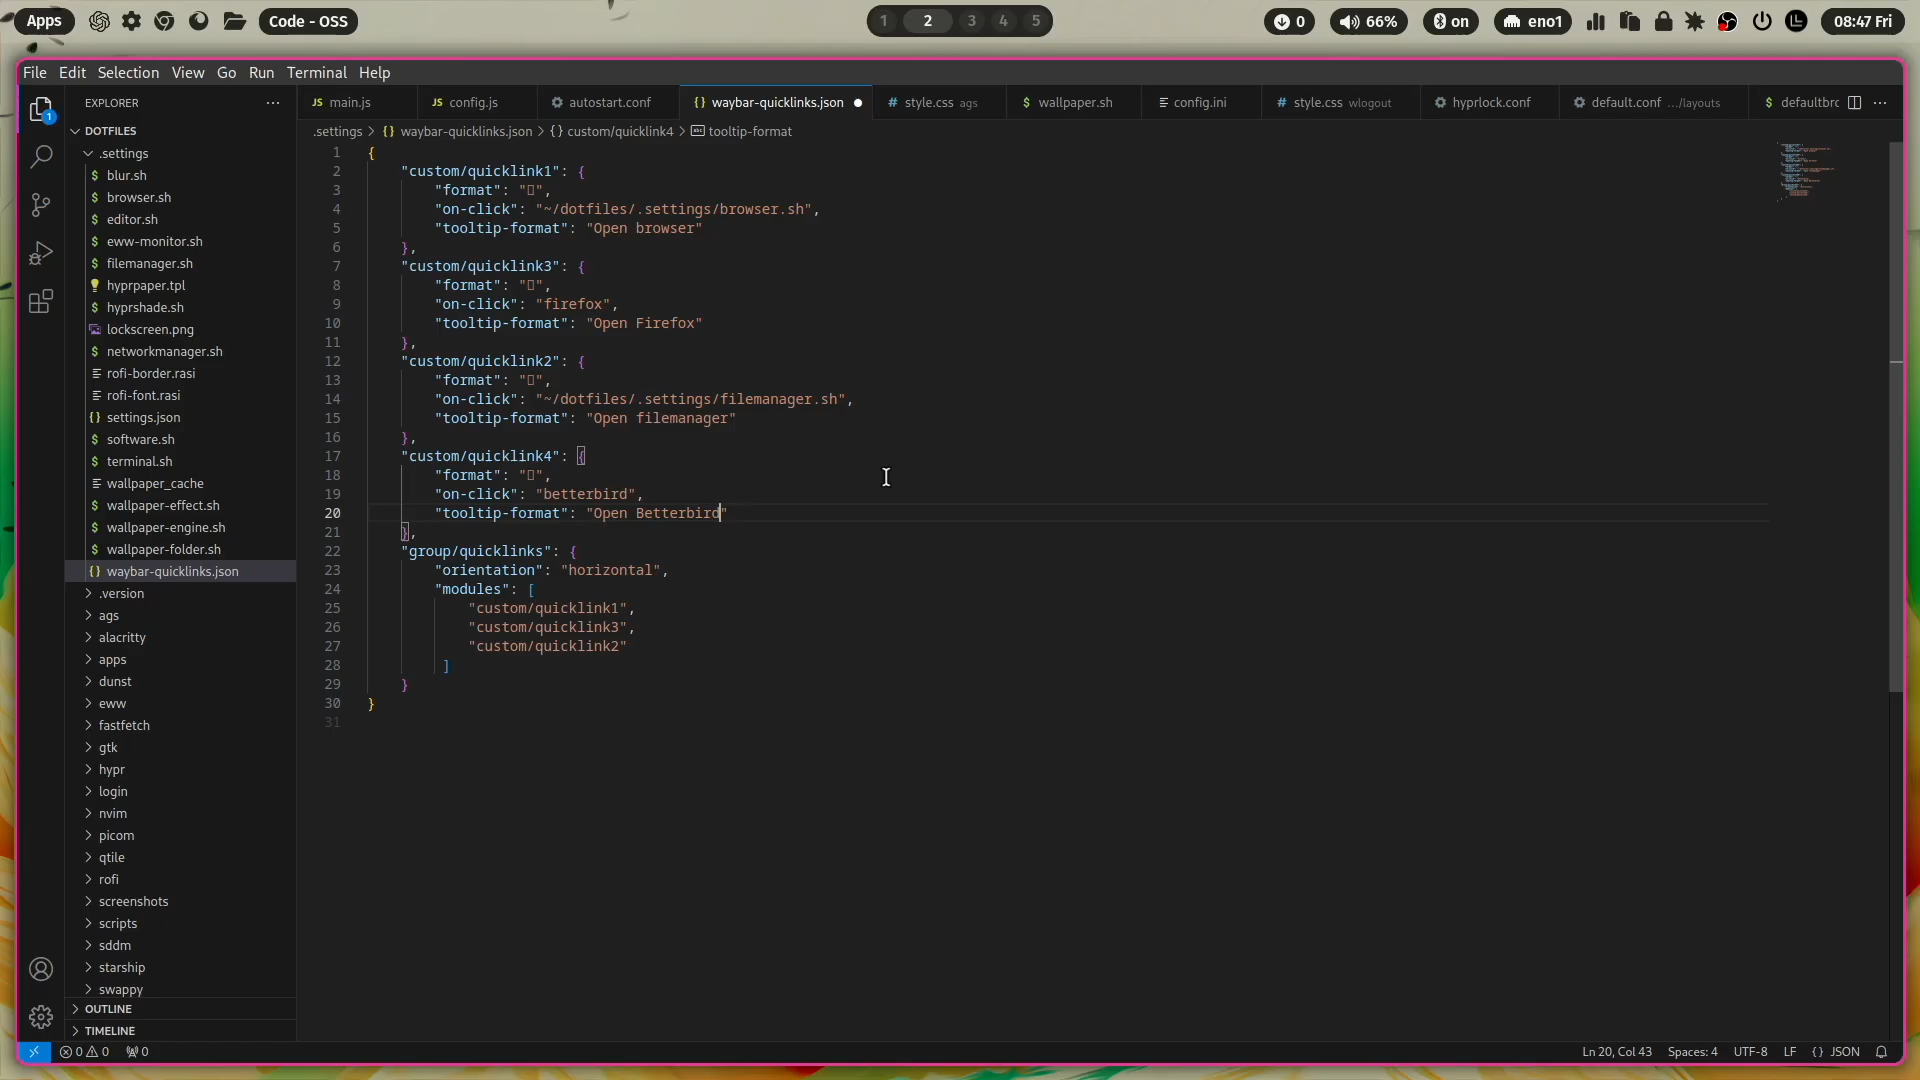 Apps
Code - OSS
1 2 3 4 5
0
66%
on
eno1
08:47 Fri
File Edit Selection View Go Run Terminal Help
EXPLORER
DOTFILES
.settings
blur.sh
browser.sh
editor.sh
eww-monitor.sh
filemanager.sh
hyprpaper.tpl
hyprshade.sh
lockscreen.png
networkmanager.sh
rofi-border.rasi
rofi-font.rasi
settings.json
software.sh
terminal.sh
wallpaper_cache
wallpaper-effect.sh
wallpaper-engine.sh
wallpaper-folder.sh
waybar-quicklinks.json
.version
ags
alacritty
apps
dunst
eww
fastfetch
gtk
hypr
login
nvim
picom
qtile
rofi
screenshots
scripts
sddm
starship
swappy
OUTLINE
TIMELINE
1
JS main.js
JS config.js
autostart.conf
{} waybar-quicklinks.json
# style.css ags
$ wallpaper.sh
config.ini
# style.css wlogout
hyprlock.conf
default.conf .../layouts
$ defaultbrc
.settings > {} waybar-quicklinks.json > {} custom/quicklink4 > tooltip-format
1 {
2 "custom/quicklink1": {
3 "format": "",
4 "on-click": "~/dotfiles/.settings/browser.sh",
5 "tooltip-format": "Open browser"
6 },
7 "custom/quicklink3": {
8 "format": "",
9 "on-click": "firefox",
10 "tooltip-format": "Open Firefox"
11 },
12 "custom/quicklink2": {
13 "format": "",
14 "on-click": "~/dotfiles/.settings/filemanager.sh",
15 "tooltip-format": "Open filemanager"
16 },
17 "custom/quicklink4": {
18 "format": "",
19 "on-click": "betterbird",
20 "tooltip-format": "Open Betterbird"
21 },
22 "group/quicklinks": {
23 "orientation": "horizontal",
24 "modules": [
25 "custom/quicklink1",
26 "custom/quicklink3",
27 "custom/quicklink2"
28 ]
29 }
30 }
31
0 0 0
Ln 20, Col 43 Spaces: 4 UTF-8 LF {} JSON